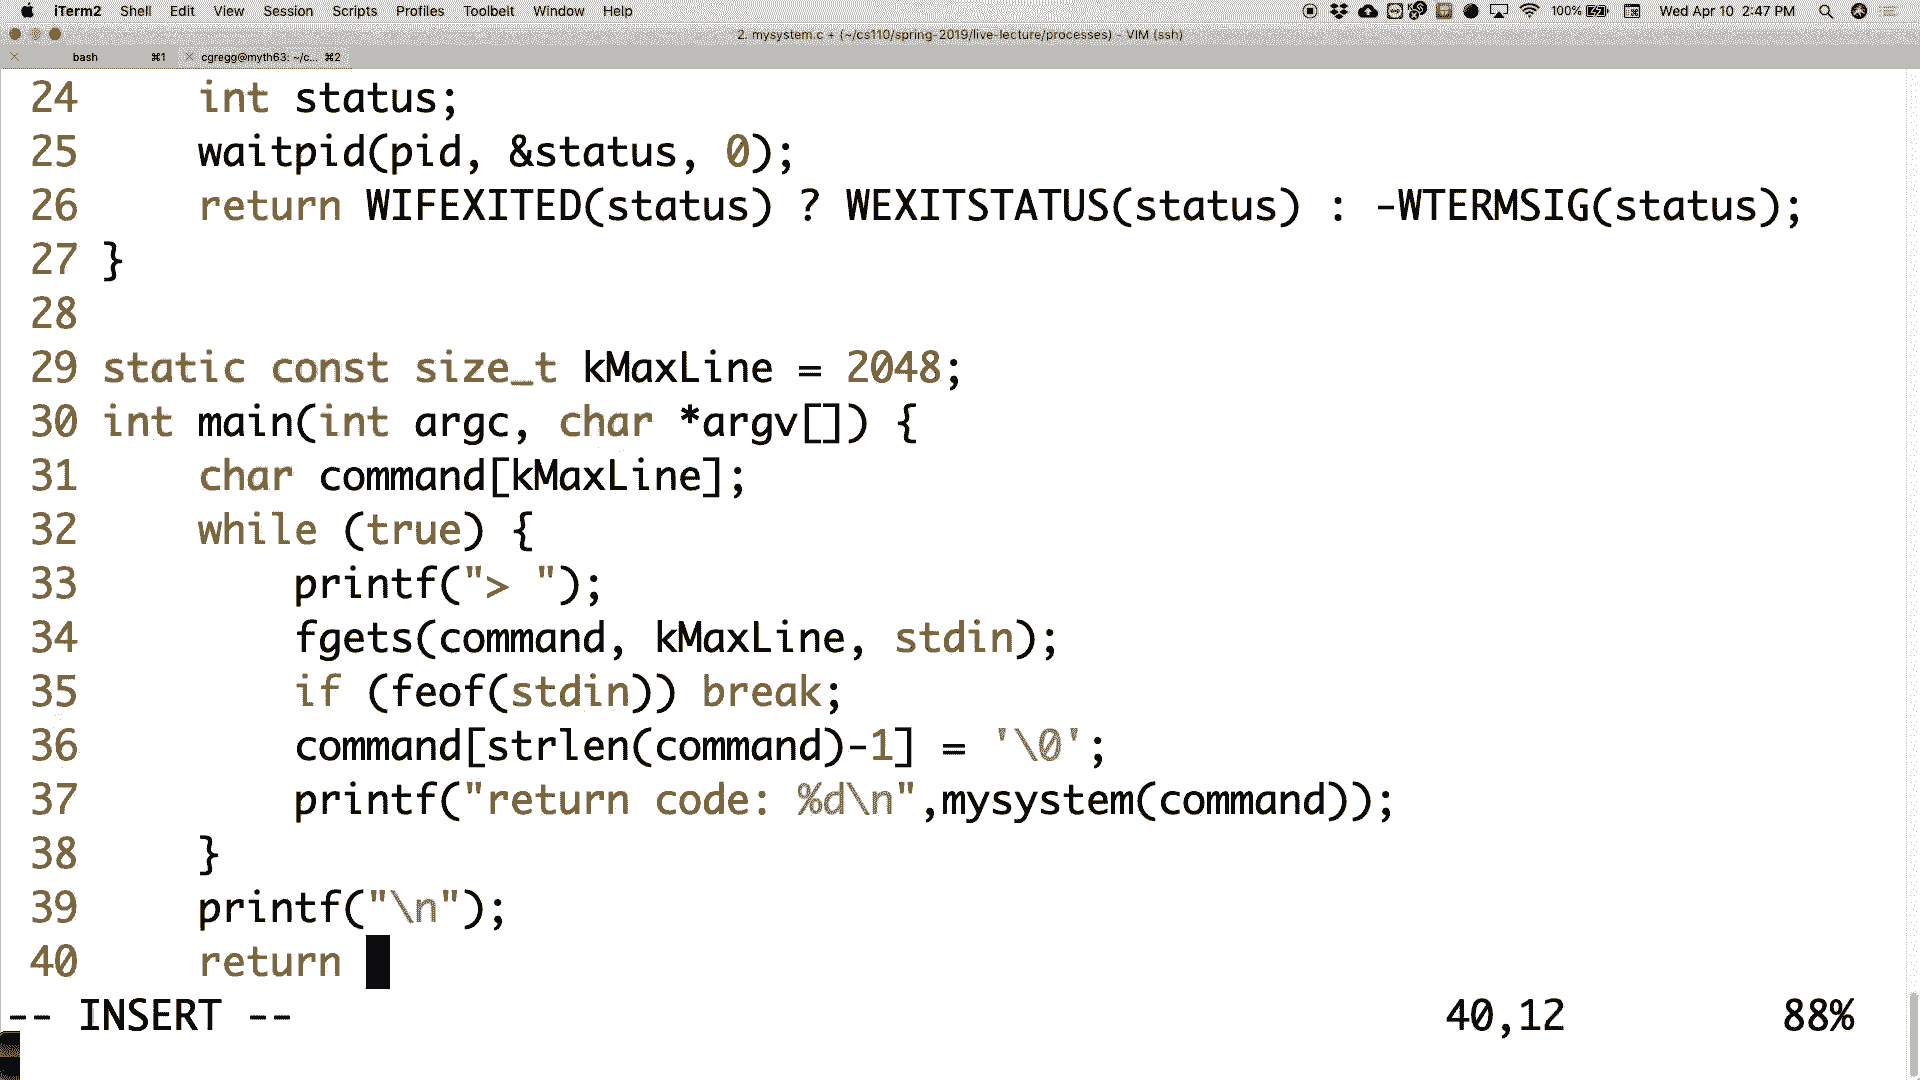 iTerm2 Shell Edit View Session Scripts Profiles Toolbelt Window Help 100% Wed Apr 10 2:47 PM
2. mysystem.c + (~/cs110/spring-2019/live-lecture/processes) - VIM (ssh)
bash ⌘1 cgregg@myth63: ~/c... ⌘2
24     int status;
25     waitpid(pid, &status, 0);
26     return WIFEXITED(status) ? WEXITSTATUS(status) : -WTERMSIG(status);
27 }
28
29 static const size_t kMaxLine = 2048;
30 int main(int argc, char *argv[]) {
31     char command[kMaxLine];
32     while (true) {
33         printf("> ");
34         fgets(command, kMaxLine, stdin);
35         if (feof(stdin)) break;
36         command[strlen(command)-1] = '\0';
37         printf("return code: %d\n",mysystem(command));
38     }
39     printf("\n");
40     return
-- INSERT -- 40,12 88%